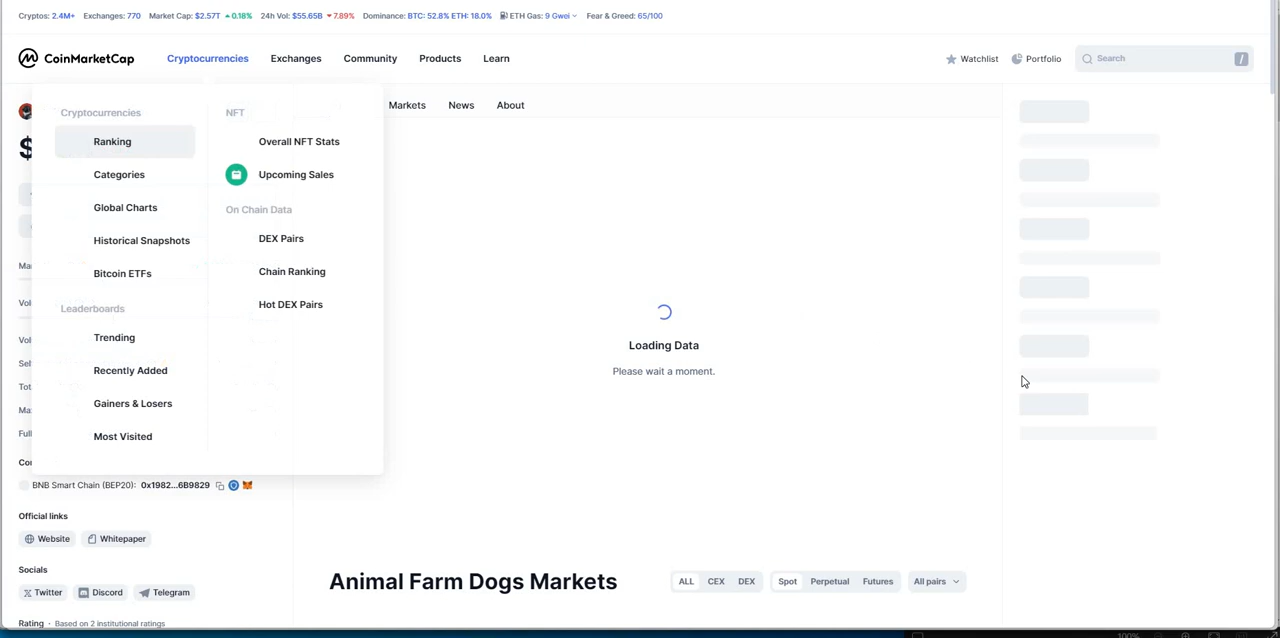 Cryptos: 2.4M+ Exchanges: 770 Market Cap: $2.57T 0.18% 24h Vol: $55.65B 7.89% Dominance: BTC: 52.8% ETH: 18.0% ETH Gas: 9 Gwei Fear & Greed: 65/100
CoinMarketCap Cryptocurrencies Exchanges Community Products Learn Watchlist Portfolio Search /
Markets News About
Cryptocurrencies
Ranking
Categories
Global Charts
Historical Snapshots
Bitcoin ETFs
Leaderboards
Trending
Recently Added
Gainers & Losers
Most Visited
NFT
Overall NFT Stats
Upcoming Sales
On Chain Data
DEX Pairs
Chain Ranking
Hot DEX Pairs
$
Loading Data
Please wait a moment.
BNB Smart Chain (BEP20): 0x1982...6B9829
Official links
Website Whitepaper
Socials
Twitter Discord Telegram
Rating · Based on 2 institutional ratings
Animal Farm Dogs Markets ALL CEX DEX Spot Perpetual Futures All pairs
100%